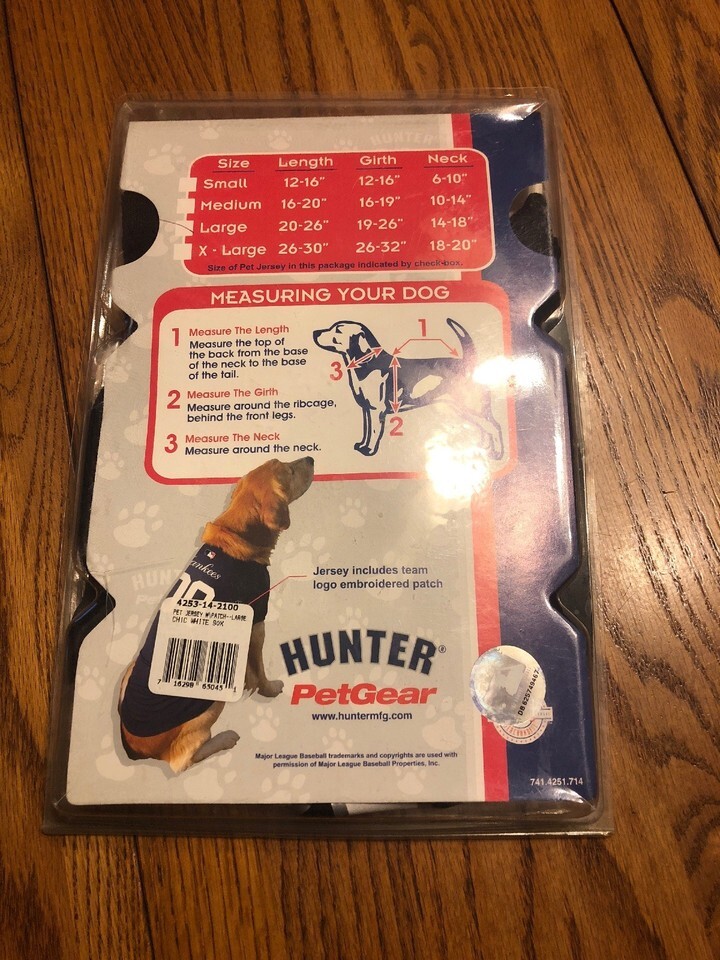 HUNTER
Size Length Girth Neck
Small 12-16" 12-16" 6-10"
Medium 16-20" 16-19" 10-14"
Large 20-26" 19-26" 14-18"
X - Large 26-30" 26-32" 18-20"
Size of Pet Jersey in this package indicated by check-box.
MEASURING YOUR DOG
1 Measure The Length
Measure the top of
the back from the base
of the neck to the base
of the tail.
2 Measure The Girth
Measure around the ribcage,
behind the front legs.
3 Measure The Neck
Measure around the neck.
1
3
2
Jersey includes team
logo embroidered patch
4253-14-2100
PET JERSEY W\PATCH--LARGE
CHIC WHITE SOX
7 16298 65045
HUNTER®
PetGear
www.huntermfg.com
DB 625749467
Major League Baseball trademarks and copyrights are used with
permission of Major League Baseball Properties, Inc.
741.4251.714